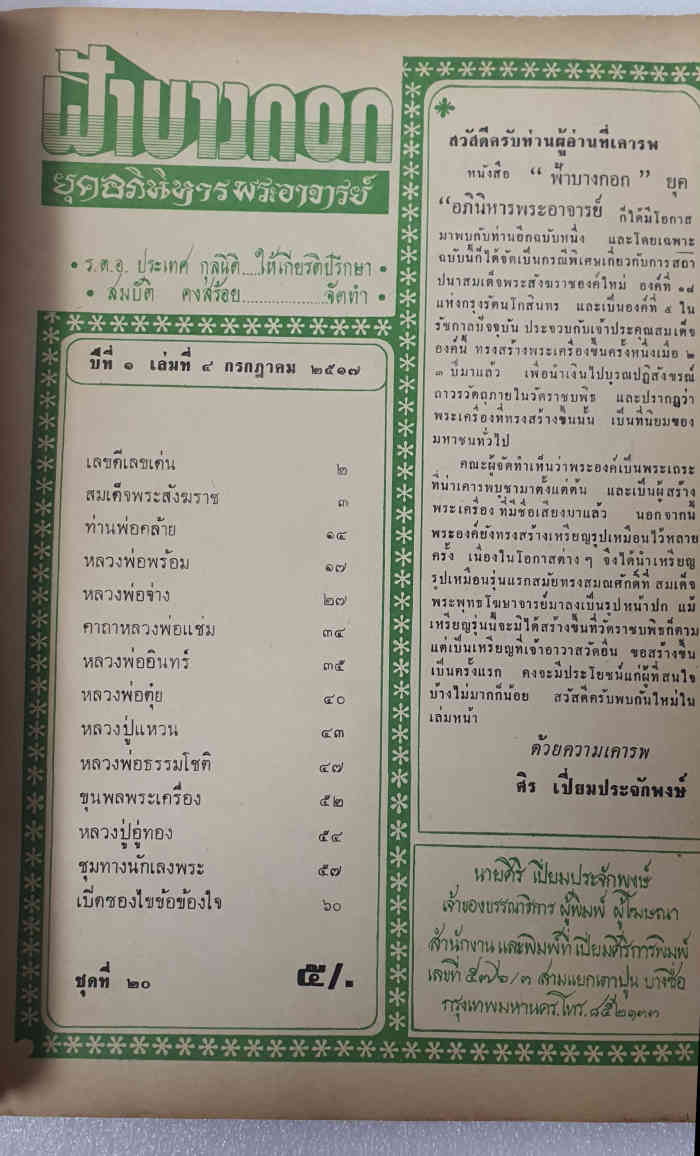 ฟ้าบางกอก
ยุคอภินิหารพระอาจารย์
• ร.ต.อ. ประเทศ กุลนิติ....ให้เกียรติปรึกษา •
• สมบัติ คงสร้อย...............จัดทำ •
ปีที่ ๑ เล่มที่ ๔ กรกฎาคม ๒๕๑๗
เลขดีเลขเด่น ๒
สมเด็จพระสังฆราช ๓
ท่านพ่อคล้าย ๑๔
หลวงพ่อพร้อม ๑๗
หลวงพ่อจ่าง ๒๗
คาถาหลวงพ่อแช่ม ๓๔
หลวงพ่ออินทร์ ๓๕
หลวงพ่อตุ๋ย ๔๐
หลวงปู่แหวน ๔๓
หลวงพ่อธรรมโชติ ๔๗
ขุนพลพระเครื่อง ๕๒
หลวงปู่อู่ทอง ๕๔
ชุมทางนักเลงพระ ๕๗
เบ็ดซองไขข้อข้องใจ ๖๐
ชุดที่ ๒๐ ๕/.
สวัสดีครับท่านผู้อ่านที่เคารพ
หนังสือ “ ฟ้าบางกอก ” ยุค
“อภินิหารพระอาจารย์ ก็ได้มีโอกาส
มาพบกับท่านอีกฉบับหนึ่ง และโดยเฉพาะ
ฉบับนี้ก็ได้จัดเป็นกรณีพิเศษเกี่ยวกับการสถา
ปนาสมเด็จพระสังฆราชองค์ใหม่ องค์ที่ ๑๘
แห่งกรุงรัตนโกสินทร และเป็นองค์ที่ ๕ ใน
รัชกาลปัจจุบัน ประจวบกับเจ้าประคุณสมเด็จ
องค์นี้ ทรงสร้างพระเครื่องขึ้นครั้งหนึ่งเมื่อ ๒
๓ ปีมาแล้ว เพื่อนำเงินไปบูรณปฏิสังขรณ์
ถาวรวัตถุภายในวัดราชบพิธ และปรากฏว่า
พระเครื่องที่ทรงสร้างขึ้นนั้น เป็นที่นิยมของ
มหาชนทั่วไป
คณะผู้จัดทำเห็นว่าพระองค์เป็นพระเถระ
ที่น่าเคารพบูชามาตั้งแต่ต้น และเป็นผู้สร้าง
พระเครื่อง ที่มีชื่อเสียงมาแล้ว นอกจากนี้
พระองค์ยังทรงสร้างเหรียญรูปเหมือนไว้หลาย
ครั้ง เนื่องในโอกาสต่าง ๆ จึงได้นำเหรียญ
รูปเหมือนรุ่นแรกสมัยทรงสมณศักดิ์ที่ สมเด็จ
พระพุทธโฆษาจารย์มาลงเป็นรูปหน้าปก แม้
เหรียญรุ่นนี้จะมิได้สร้างขึ้นที่วัดราชบพิธก็ตาม
แต่เป็นเหรียญที่เจ้าอาวาสวัดอื่น ขอสร้างขึ้น
เป็นครั้งแรก คงจะมีประโยชน์แก่ผู้ที่สนใจ
บ้างไม่มากก็น้อย สวัสดีครับพบกันใหม่ใน
เล่มหน้า
ด้วยความเคารพ
ศิร เปี่ยมประจักพงษ์
นายศิริ เปี่ยมประจักพงษ์
เจ้าของบรรณาธิการ ผู้พิมพ์ ผู้โฆษณา
สำนักงาน และพิมพ์ที่ เปี่ยมศิริการพิมพ์
เลขที่ ๕๗๖/๓ สามแยกเตาปูน บางซื่อ
กรุงเทพมหานคร.โทร.๘๕๒๑๓๓